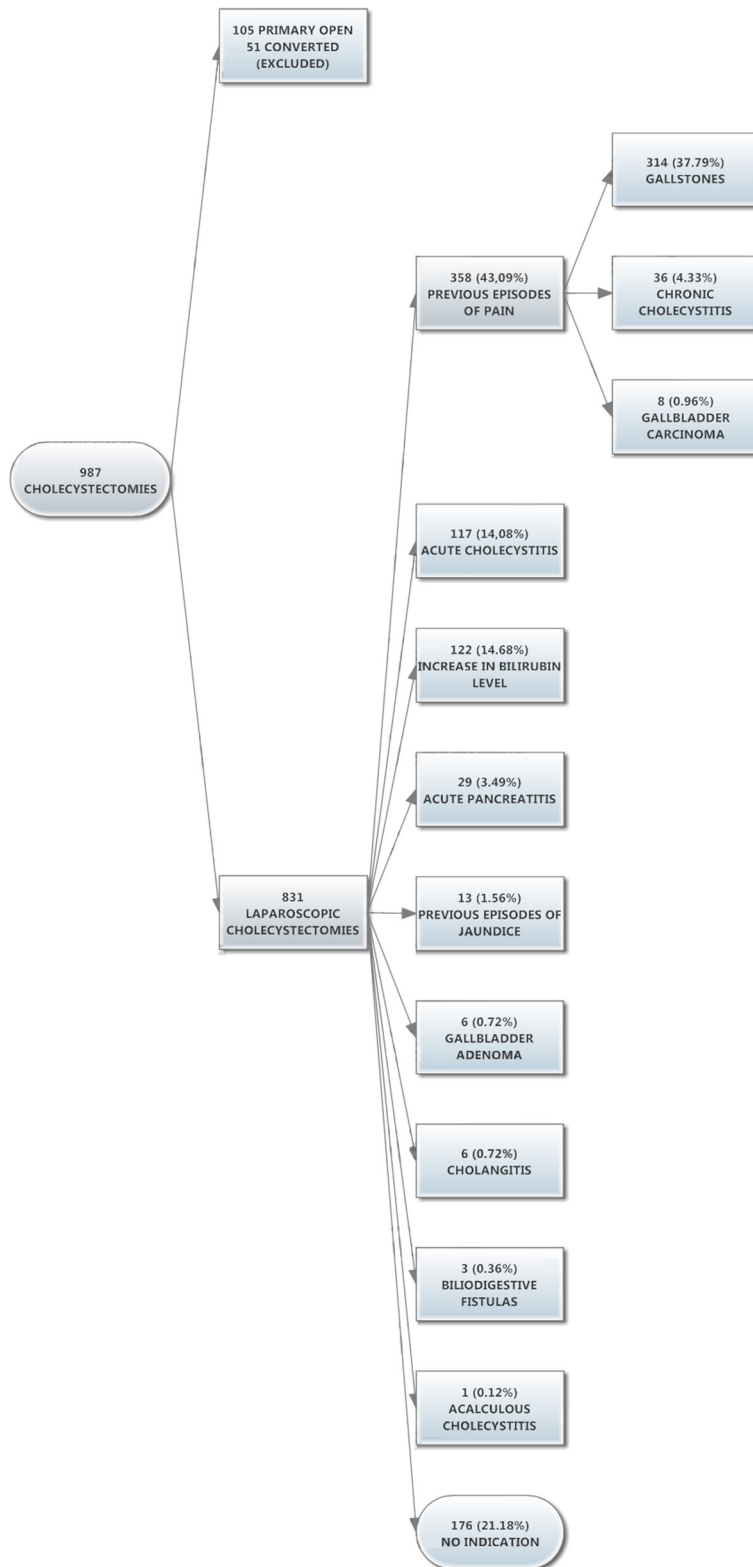 105 PRIMARY OPEN
51 CONVERTED
(EXCLUDED)
314 (37.79%)
GALLSTONES
358 (43,09%)
PREVIOUS EPISODES
OF PAIN
36 (4.33%)
CHRONIC
CHOLECYSTITIS
8 (0.96%)
GALLBLADDER
CARCINOMA
987
CHOLECYSTECTOMIES
117 (14,08%)
ACUTE CHOLECYSTITIS
122 (14.68%)
INCREASE IN BILIRUBIN
LEVEL
29 (3.49%)
ACUTE PANCREATITIS
831
LAPAROSCOPIC
CHOLECYSTECTOMIES
13 (1.56%)
PREVIOUS EPISODES OF
JAUNDICE
6 (0.72%)
GALLBLADDER
ADENOMA
6 (0.72%)
CHOLANGITIS
3 (0.36%)
BILIODIGESTIVE
FISTULAS
1 (0.12%)
ACALCULOUS
CHOLECYSTITIS
176 (21.18%)
NO INDICATION